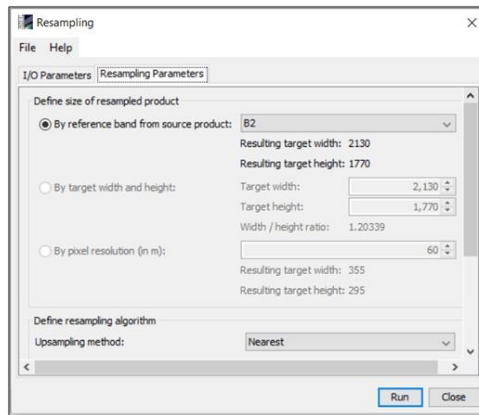 Resampling
File Help
I/O Parameters Resampling Parameters
Define size of resampled product
By reference band from source product: B2
Resulting target width: 2130
Resulting target height: 1770
By target width and height: Target width: 2,130
Target height: 1,770
Width / height ratio: 1.20339
By pixel resolution (in m): 60
Resulting target width: 355
Resulting target height: 295
Define resampling algorithm
Upsampling method: Nearest
Run Close